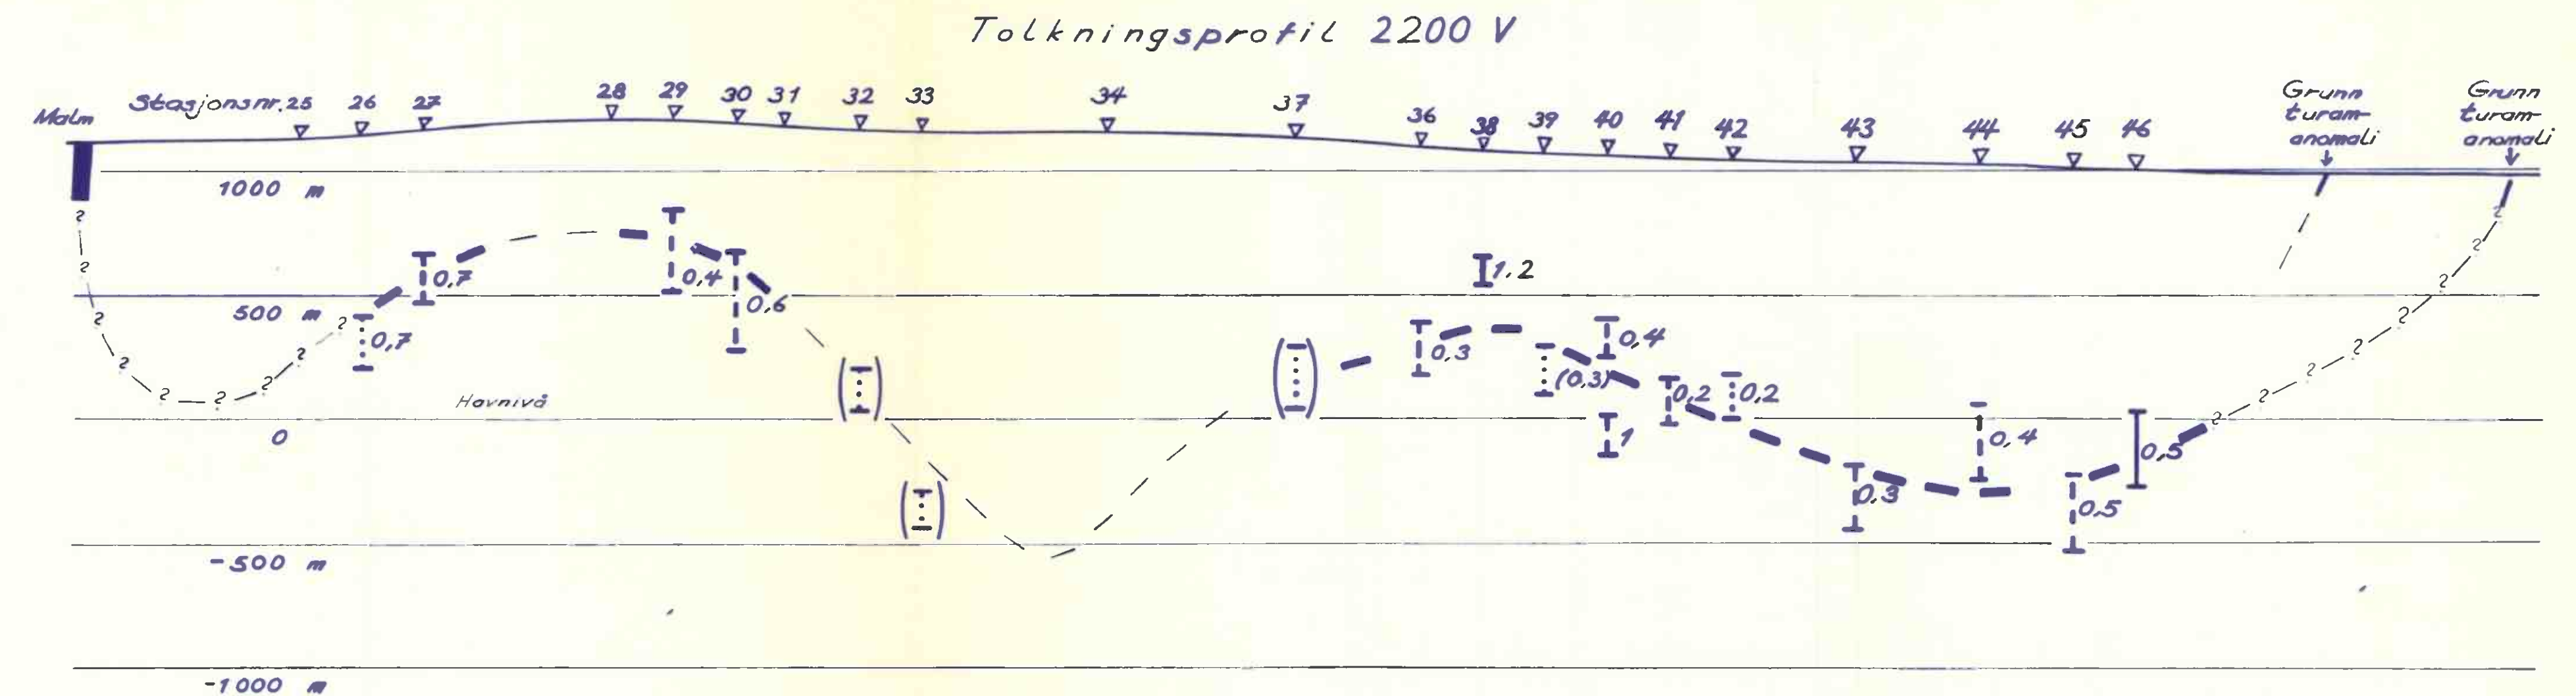 Tolkningsprofil 2200 V
Malm
Stasjonsnr. 25 26 27 28 29 30 31 32 33 34 37 36 38 39 40 41 42 43 44 45 46
Grunn
turam-
anomali
Grunn
turam-
anomali
1000 m
500 m
Havnivå
0
-500 m
-1000 m
0,7
0,7
0,4
0,6
0,3
1,2
(0,3)
0,4
1
0,2
0,2
0,3
0,4
0,5
0,5
? ? ? ? ? ? ? ? ?
? ? ? ? ? ? ? ?